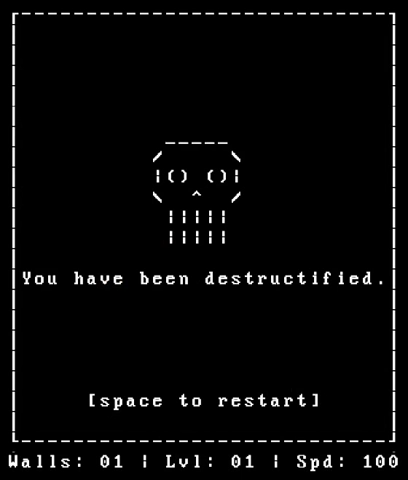 You have been destructified.
[space to restart]
Walls: 01 | Lvl: 01 | Spd: 100